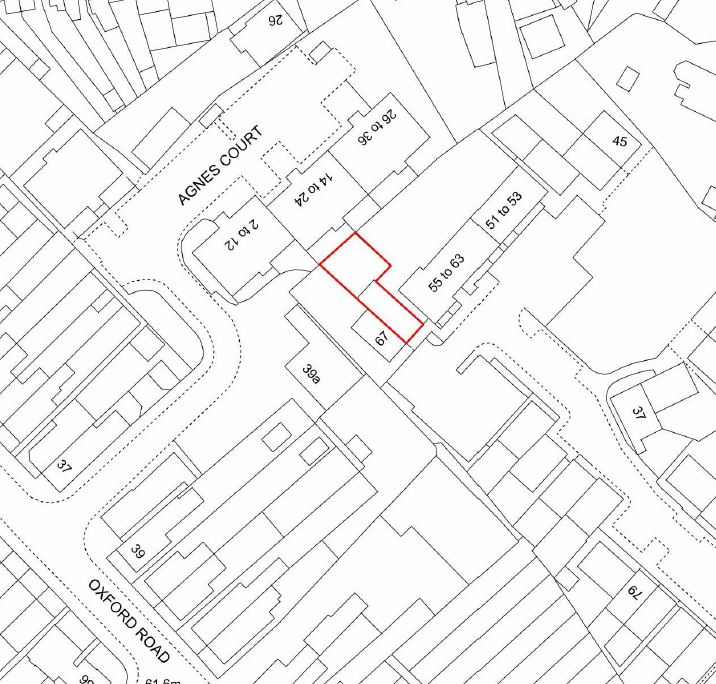 26
26 to 36
AGNES COURT
45
14 to 24
51 to 53
2 to 12
55 to 63
67
39a
37
37
39
OXFORD ROAD
79
61.6m